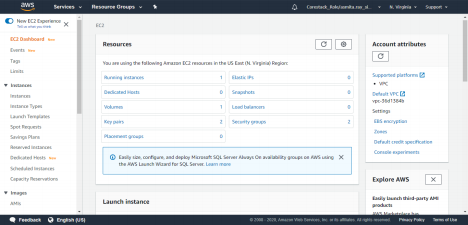 aws
Services
Resource Groups
N. Virginia
Support
New EC2 Experience
Tell us what you think
EC2 Dashboard New
Events New
Tags
Limits
Instances
Instances
Instance Types
Launch Templates
Spot Requests
Savings Plans
Reserved Instances
Dedicated Hosts New
Scheduled Instances
Capacity Reservations
Images
AMIs
EC2
Resources
You are using the following Amazon EC2 resources in the US East (N. Virginia) Region:
Running instances 1
Elastic IPs 0
Dedicated Hosts 0
Snapshots 0
Volumes 1
Load balancers 0
Key pairs 2
Security groups 2
Placement groups 0
Easily size, configure, and deploy Microsoft SQL Server Always On availability groups on AWS using
the AWS Launch Wizard for SQL Server. Learn more
Launch instance
Account
attributes
Supported platforms
VPC
Default VPC
vpc-36d1384b
Settings
EBS encryption
Zones
Default credit specification
Console experiments
Explore AWS
Easily launch third-party AMI
products
AWS Marketplace has
Feedback
English (US)
© 2008 - 2020, Amazon Web Services, Inc. or its affiliates. All rights reserved.
Privacy Policy
Terms of Use